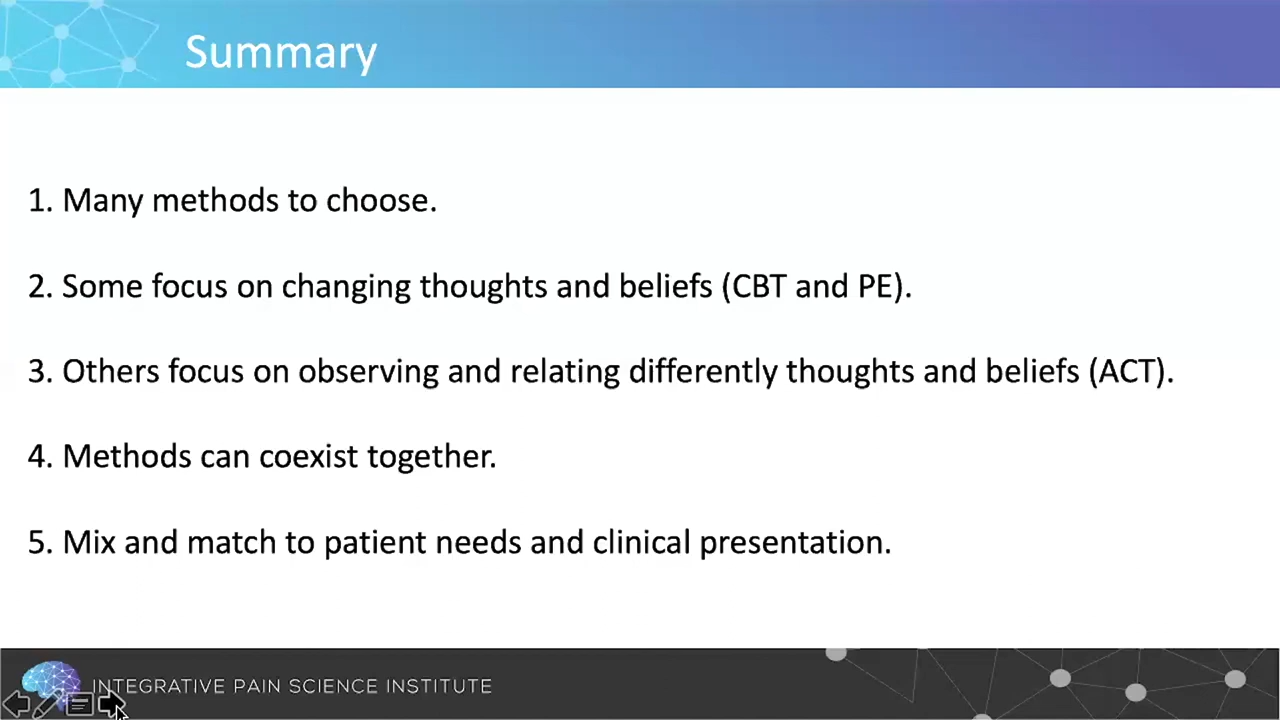 Summary
1. Many methods to choose.
2. Some focus on changing thoughts and beliefs (CBT and PE).
3. Others focus on observing and relating differently thoughts and beliefs (ACT).
4. Methods can coexist together.
5. Mix and match to patient needs and clinical presentation.
INTEGRATIVE PAIN SCIENCE INSTITUTE